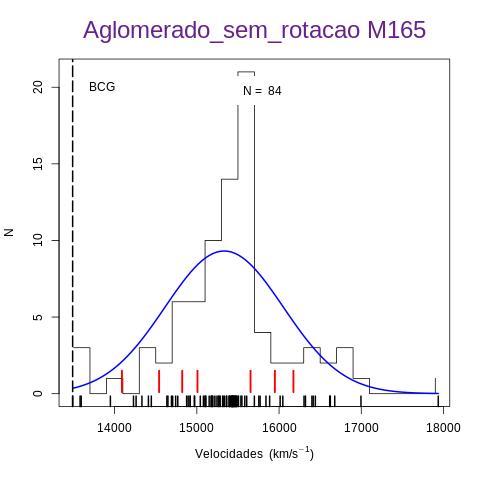 Aglomerado_sem_rotacao M165
BCG
N = 84
20
15
10
5
0
N
14000 15000 16000 17000 18000
Velocidades (km/s⁻¹)